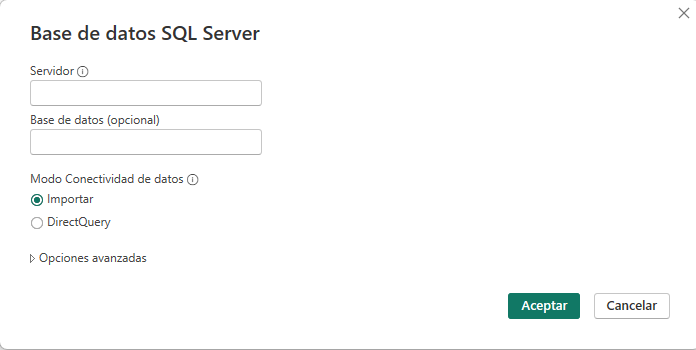 Base de datos SQL Server
Servidor
Base de datos (opcional)
Modo Conectividad de datos
Importar
DirectQuery
Opciones avanzadas
Aceptar
Cancelar